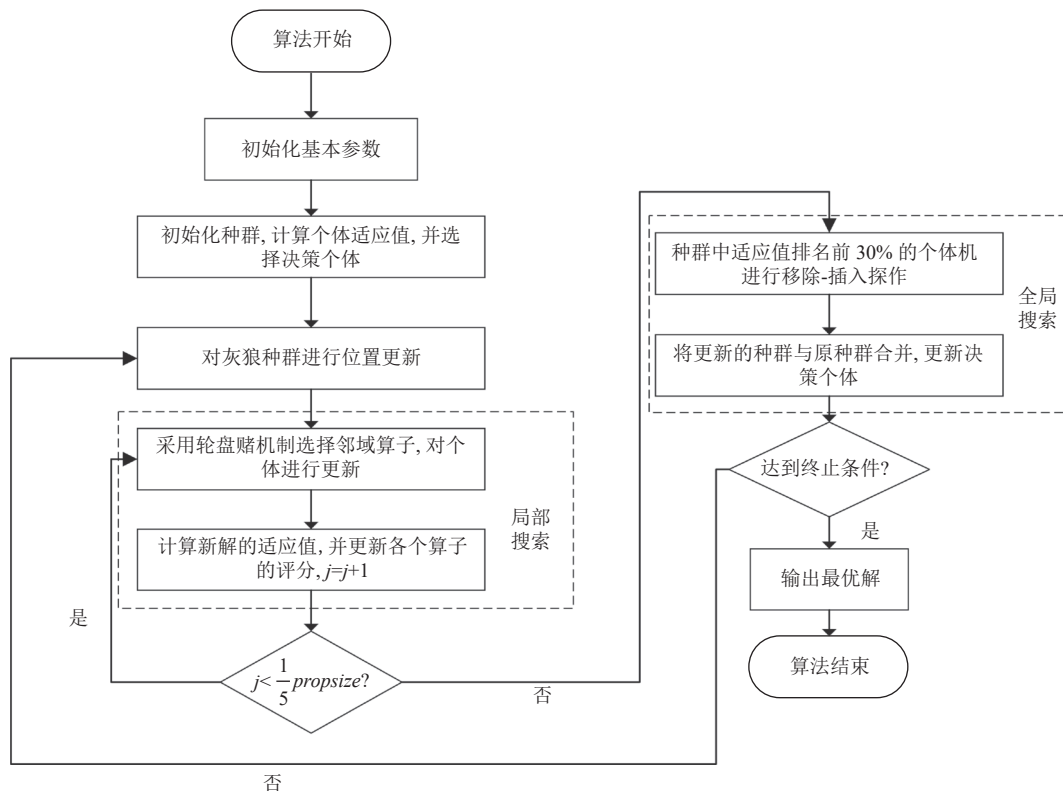 算法开始
初始化基本参数
初始化种群, 计算个体适应值, 并选
择决策个体
对灰狼种群进行位置更新
采用轮盘赌机制选择邻域算子, 对个
体进行更新
计算新解的适应值, 并更新各个算子
的评分, j=j+1
局部
搜索
是
j<1/5 propsize?
否
种群中适应值排名前 30% 的个体机
进行移除-插入探作
将更新的种群与原种群合并, 更新决
策个体
全局
搜索
达到终止条件?
是
输出最优解
算法结束
否